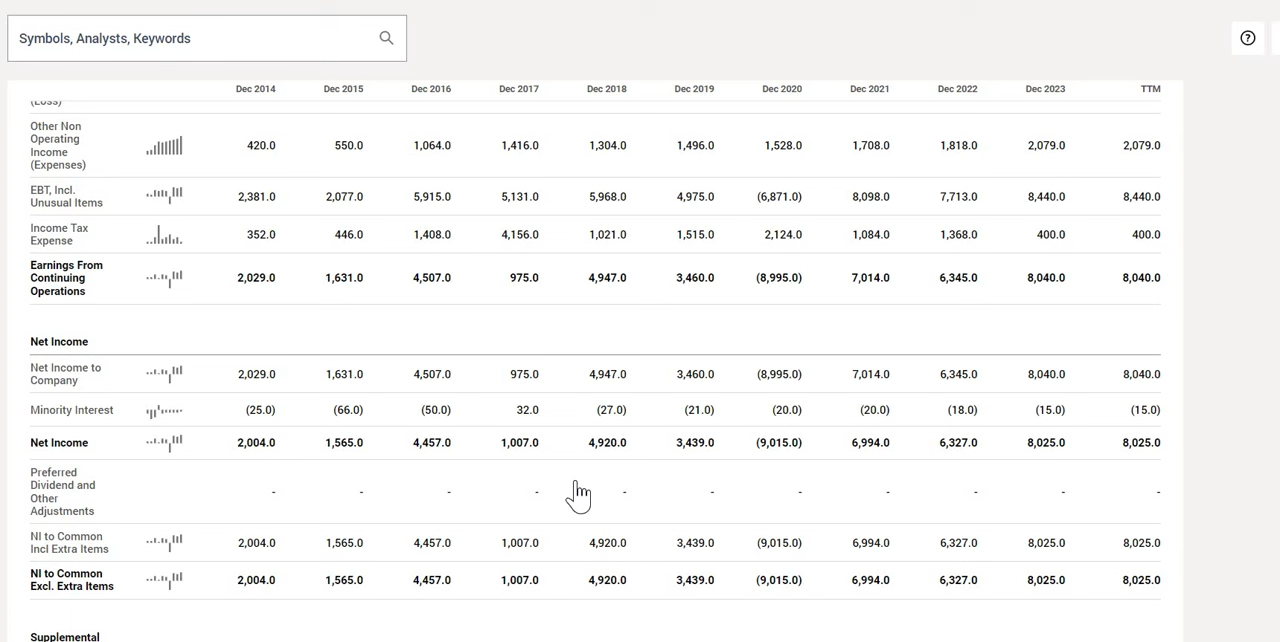 Symbols, Analysts, Keywords
Dec 2014 Dec 2015 Dec 2016 Dec 2017 Dec 2018 Dec 2019 Dec 2020 Dec 2021 Dec 2022 Dec 2023 TTM
(Loss)
Other Non
Operating
Income
(Expenses)
420.0 550.0 1,064.0 1,416.0 1,304.0 1,496.0 1,528.0 1,708.0 1,818.0 2,079.0 2,079.0
EBT, Incl.
Unusual Items
2,381.0 2,077.0 5,915.0 5,131.0 5,968.0 4,975.0 (6,871.0) 8,098.0 7,713.0 8,440.0 8,440.0
Income Tax
Expense
352.0 446.0 1,408.0 4,156.0 1,021.0 1,515.0 2,124.0 1,084.0 1,368.0 400.0 400.0
Earnings From
Continuing
Operations
2,029.0 1,631.0 4,507.0 975.0 4,947.0 3,460.0 (8,995.0) 7,014.0 6,345.0 8,040.0 8,040.0
Net Income
Net Income to
Company
2,029.0 1,631.0 4,507.0 975.0 4,947.0 3,460.0 (8,995.0) 7,014.0 6,345.0 8,040.0 8,040.0
Minority Interest (25.0) (66.0) (50.0) 32.0 (27.0) (21.0) (20.0) (20.0) (18.0) (15.0) (15.0)
Net Income 2,004.0 1,565.0 4,457.0 1,007.0 4,920.0 3,439.0 (9,015.0) 6,994.0 6,327.0 8,025.0 8,025.0
Preferred
Dividend and
Other
Adjustments
- - - - - - - - - - -
NI to Common
Incl Extra Items
2,004.0 1,565.0 4,457.0 1,007.0 4,920.0 3,439.0 (9,015.0) 6,994.0 6,327.0 8,025.0 8,025.0
NI to Common
Excl. Extra Items
2,004.0 1,565.0 4,457.0 1,007.0 4,920.0 3,439.0 (9,015.0) 6,994.0 6,327.0 8,025.0 8,025.0
Supplemental